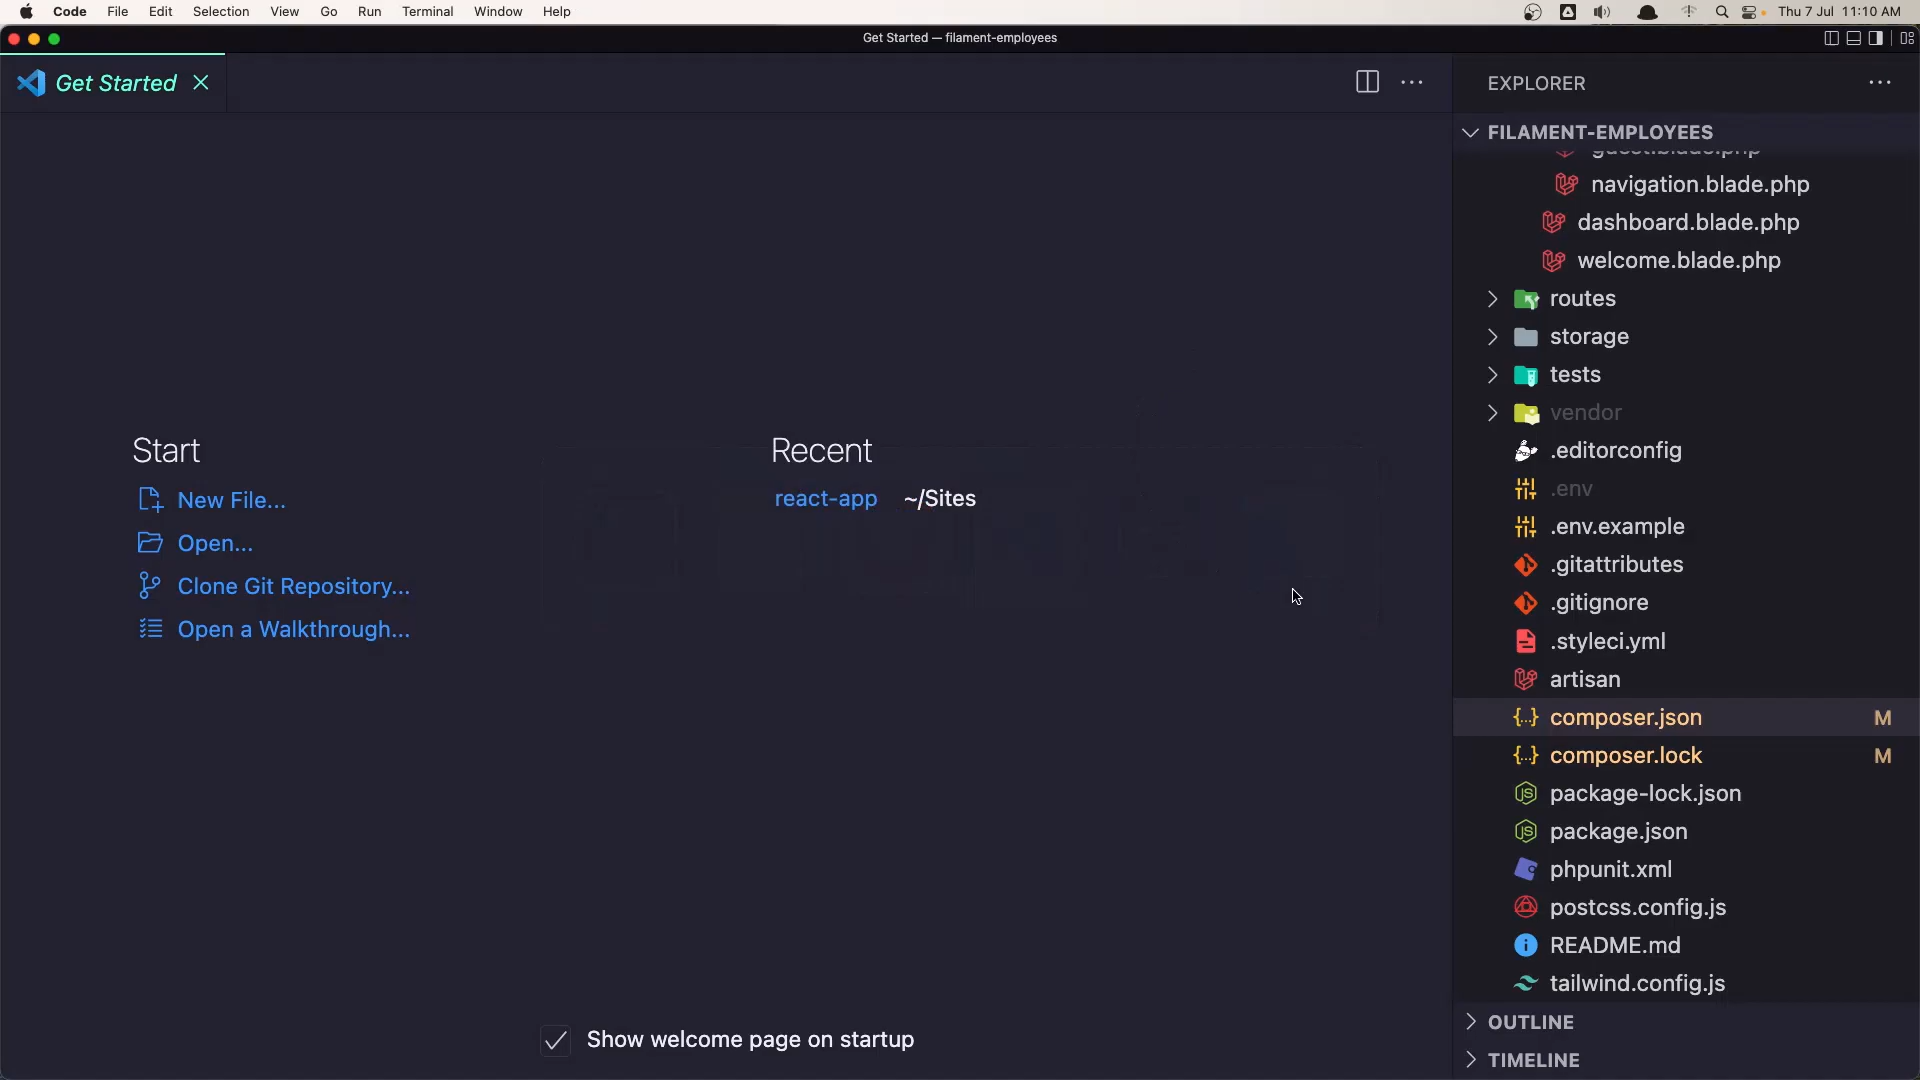 Code File Edit Selection View Go Run Terminal Window Help Thu 7 Jul 11:10 AM
Get Started — filament-employees
Get Started
EXPLORER
FILAMENT-EMPLOYEES
guest.blade.php
navigation.blade.php
dashboard.blade.php
welcome.blade.php
routes
storage
tests
vendor
.editorconfig
.env
.env.example
.gitattributes
.gitignore
.styleci.yml
artisan
composer.json M
composer.lock M
package-lock.json
package.json
phpunit.xml
postcss.config.js
README.md
tailwind.config.js
OUTLINE
TIMELINE
Start
New File...
Open...
Clone Git Repository...
Open a Walkthrough...
Recent
react-app ~/Sites
Show welcome page on startup